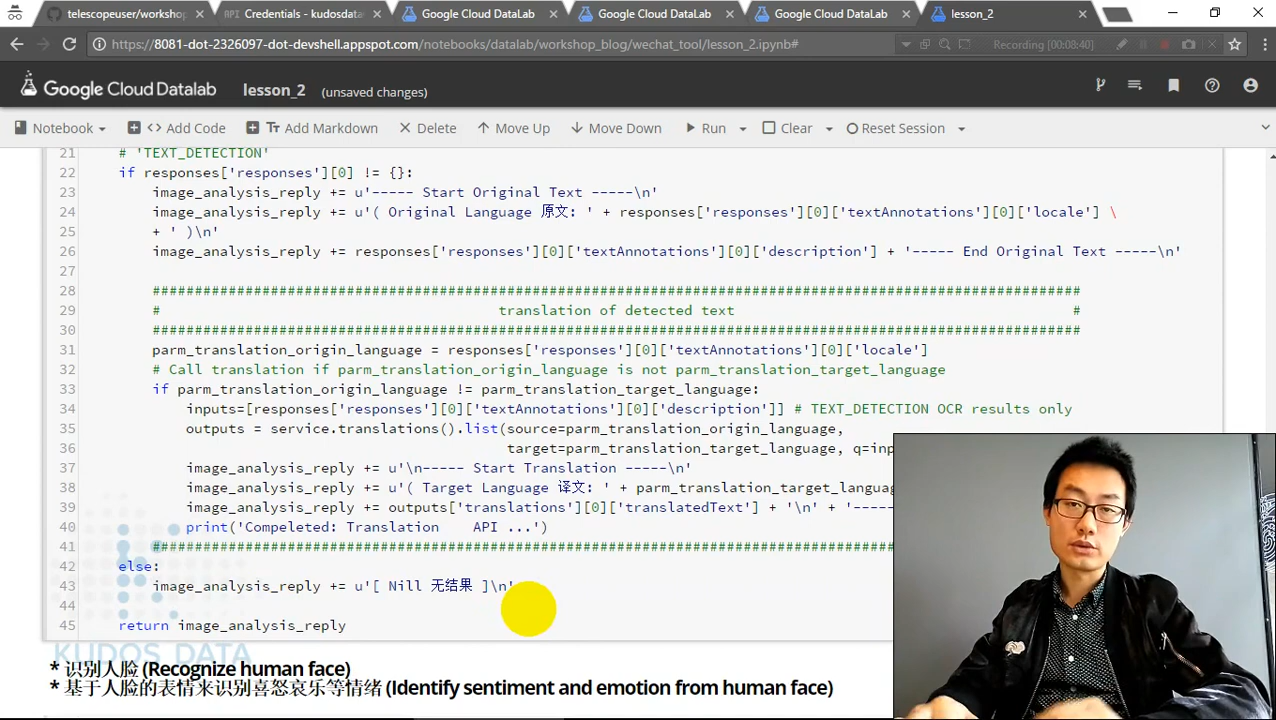 telescopeuser/worksho
API Credentials - kudosdata
Google Cloud DataLab
Google Cloud DataLab
Google Cloud DataLab
lesson_2
https://8081-dot-2326097-dot-devshell.appspot.com/notebooks/datalab/workshop_blog/wechat_tool/lesson_2.ipynb#
Recording [00:08:40]
Google Cloud Datalab lesson_2 (unsaved changes)
Notebook <> Add Code Tт Add Markdown Delete Move Up Move Down Run Clear Reset Session
21 # 'TEXT_DETECTION'
22 if responses['responses'][0] != {}:
23 image_analysis_reply += u'----- Start Original Text -----\n'
24 image_analysis_reply += u'( Original Language 原文: ' + responses['responses'][0]['textAnnotations'][0]['locale'] \
25 + ' )\n'
26 image_analysis_reply += responses['responses'][0]['textAnnotations'][0]['description'] + '----- End Original Text -----\n'
27
28 ##############################################################################################################
29 # translation of detected text #
30 ##############################################################################################################
31 parm_translation_origin_language = responses['responses'][0]['textAnnotations'][0]['locale']
32 # Call translation if parm_translation_origin_language is not parm_translation_target_language
33 if parm_translation_origin_language != parm_translation_target_language:
34 inputs=[responses['responses'][0]['textAnnotations'][0]['description']] # TEXT_DETECTION OCR results only
35 outputs = service.translations().list(source=parm_translation_origin_language,
36 target=parm_translation_target_language, q=inp
37 image_analysis_reply += u'\n----- Start Translation -----\n'
38 image_analysis_reply += u'( Target Language 译文: ' + parm_translation_target_langua
39 image_analysis_reply += outputs['translations'][0]['translatedText'] + '\n' + '-----
40 print('Compeleted: Translation API ...')
41 ########################################################################################
42 else:
43 image_analysis_reply += u'[ Nill 无结果 ]\n'
44
45 return image_analysis_reply
KUDOS DATA
* 识别人脸 (Recognize human face)
* 基于人脸的表情来识别喜怒哀乐等情绪 (Identify sentiment and emotion from human face)